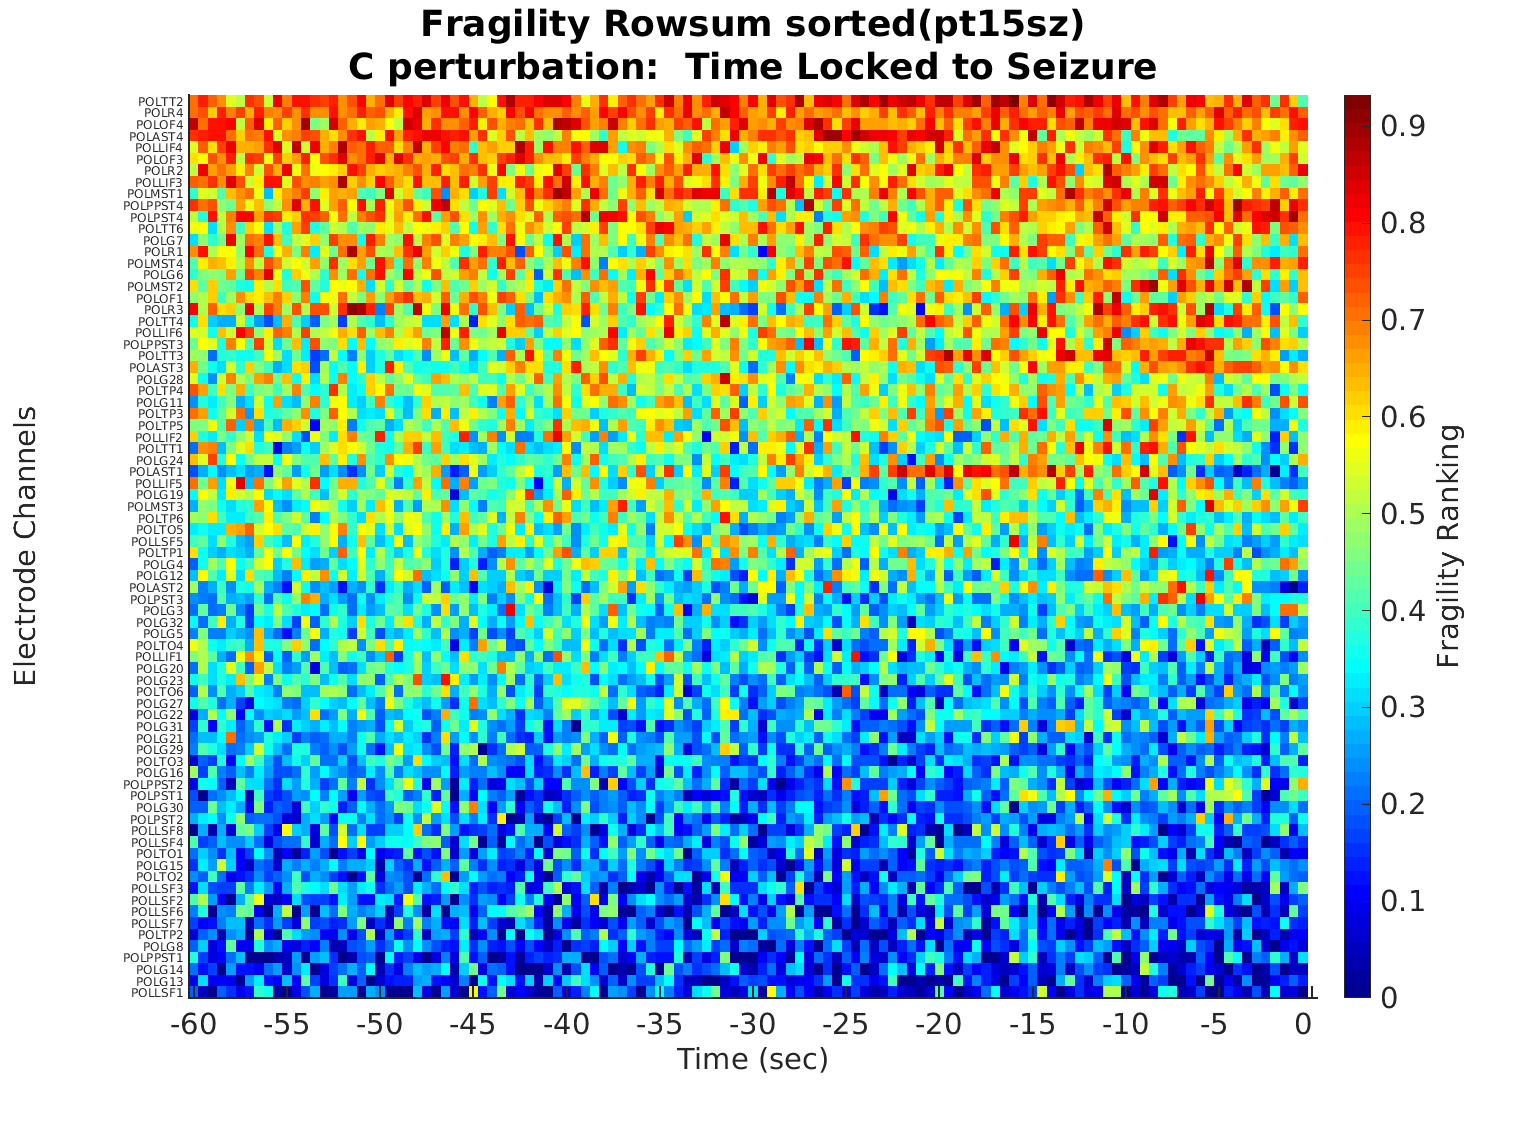 Fragility Rowsum sorted(pt15sz)
C perturbation:  Time Locked to Seizure
Electrode Channels
POLTT2
POLR4
POLOF4
POLAST4
POLLIF4
POLOF3
POLR2
POLLIF3
POLMST1
POLPPST4
POLPST4
POLTT6
POLG7
POLR1
POLMST4
POLG6
POLMST2
POLOF1
POLR3
POLTT4
POLLIF6
POLPPST3
POLTT3
POLAST3
POLG28
POLTP4
POLG11
POLTP3
POLTP5
POLLIF2
POLTT1
POLG24
POLAST1
POLLIF5
POLG19
POLMST3
POLTP6
POLTO5
POLLSF5
POLTP1
POLG4
POLG12
POLAST2
POLPST3
POLG3
POLG32
POLG5
POLTO4
POLLIF1
POLG20
POLG23
POLTO6
POLG27
POLG22
POLG31
POLG21
POLG29
POLTO3
POLG16
POLPPST2
POLPST1
POLG30
POLPST2
POLLSF8
POLLSF4
POLTO1
POLG15
POLTO2
POLLSF3
POLLSF2
POLLSF6
POLLSF7
POLTP2
POLG8
POLPPST1
POLG14
POLG13
POLLSF1
-60 -55 -50 -45 -40 -35 -30 -25 -20 -15 -10 -5 0
Time (sec)
0.9
0.8
0.7
0.6
0.5
0.4
0.3
0.2
0.1
0
Fragility Ranking